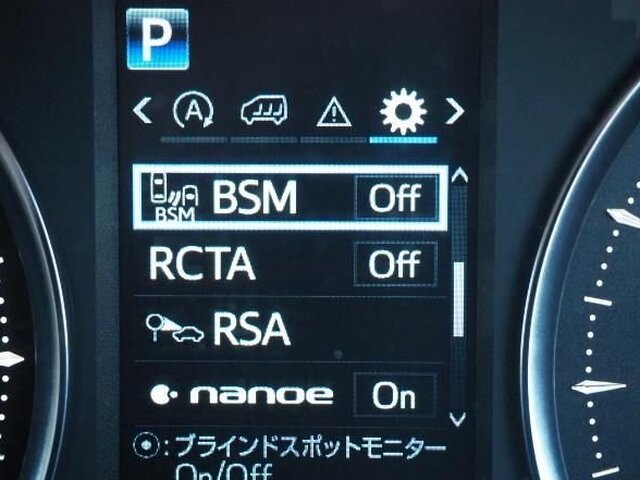 P
A
BSM BSM Off
RCTA Off
RSA
nanoe On
:ブラインドスポットモニター
On/Off